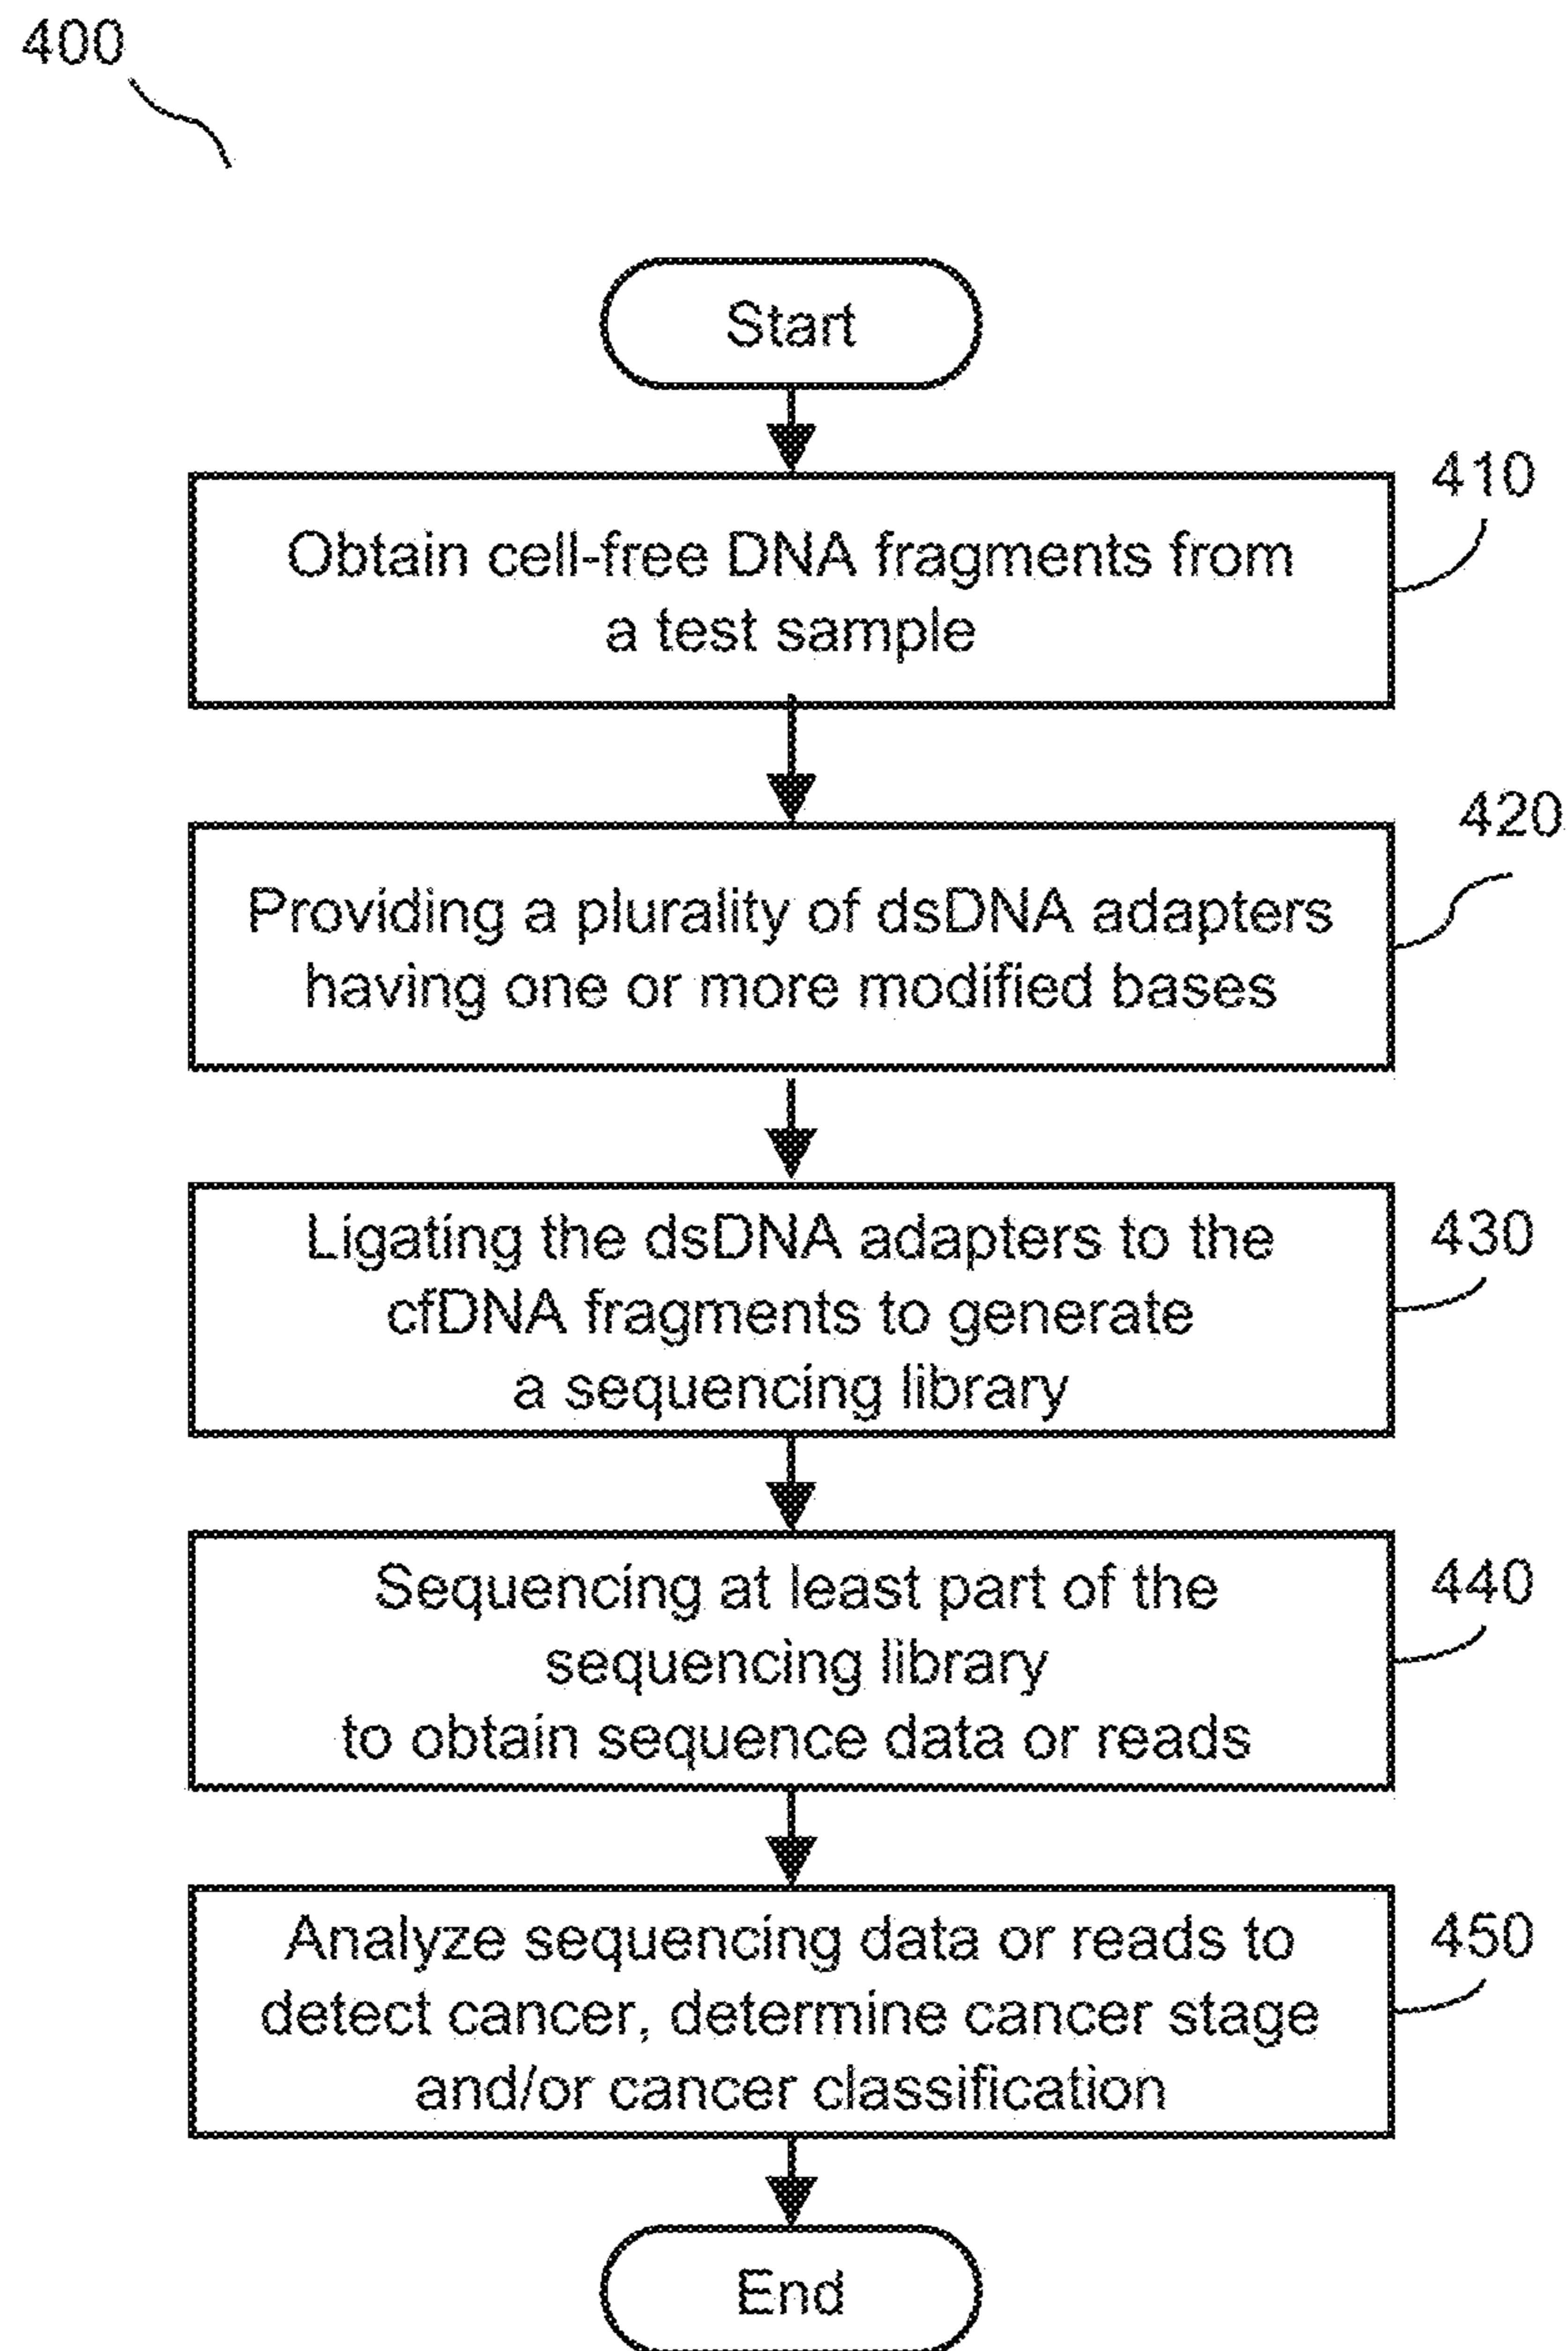 400
Start
410
Obtain cell-free DNA fragments from
a test sample
420
Providing a plurality of dsDNA adapters
having one or more modified bases
430
Ligating the dsDNA adapters to the
cfDNA fragments to generate
a sequencing library
440
Sequencing at least part of the
sequencing library
to obtain sequence data or reads
450
Analyze sequencing data or reads to
detect cancer, determine cancer stage
and/or cancer classification
End